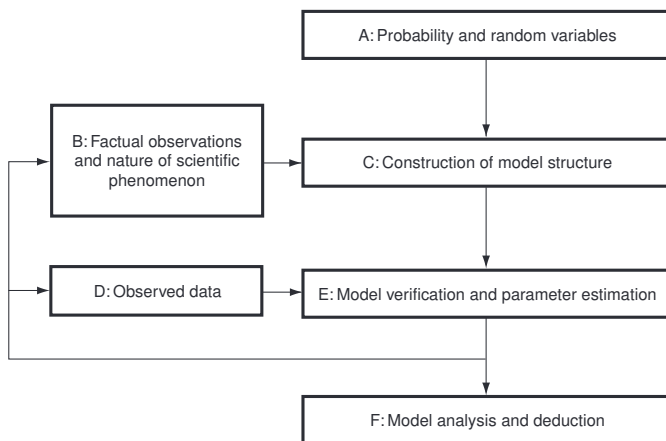 A: Probability and random variables
B: Factual observations
and nature of scientific
phenomenon
C: Construction of model structure
D: Observed data
E: Model verification and parameter estimation
F: Model analysis and deduction